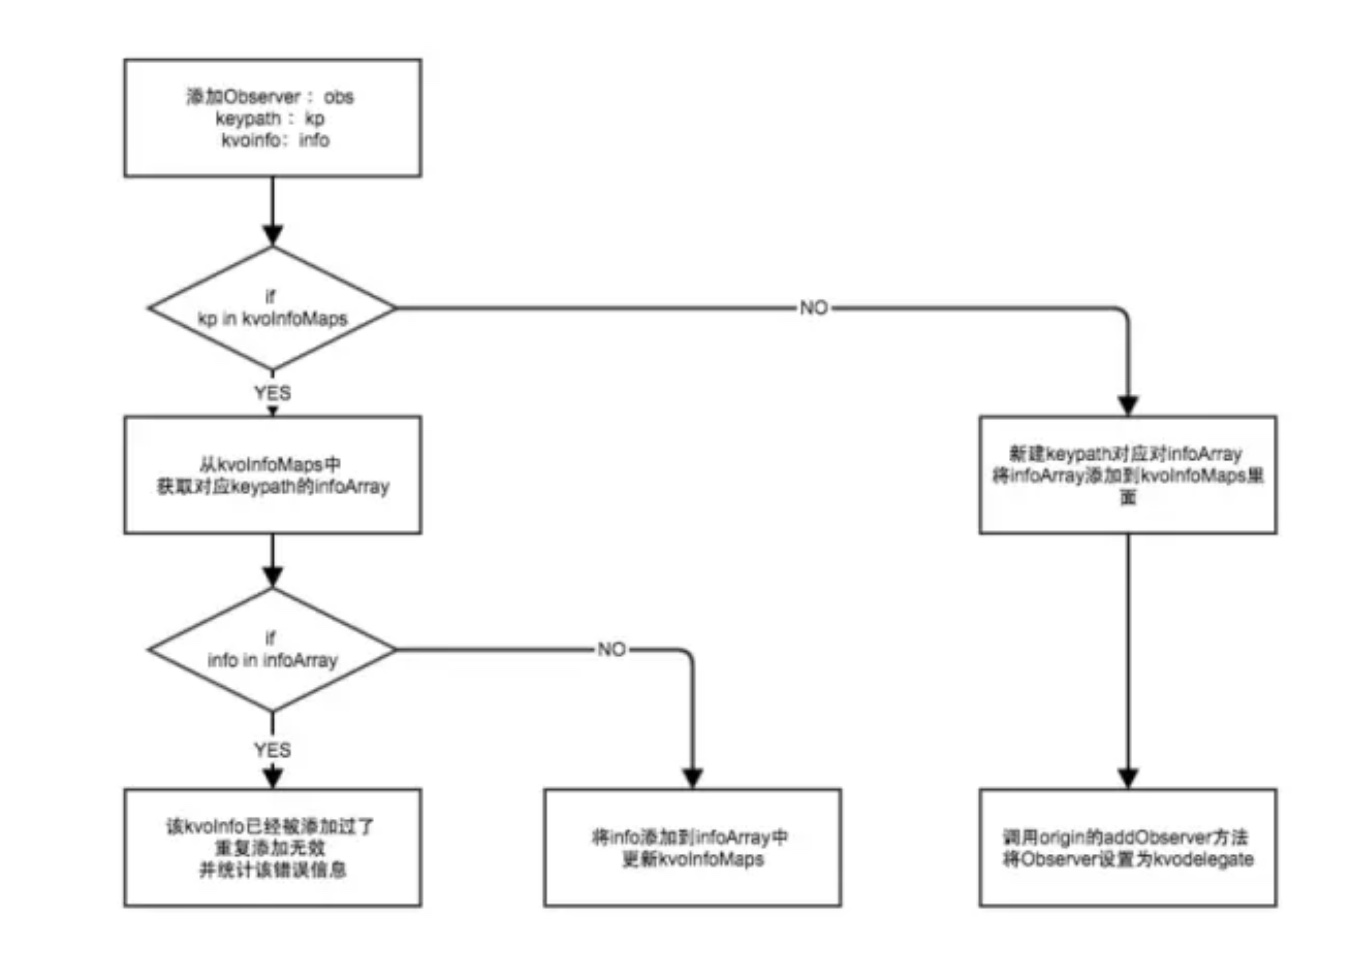 添加Observer： obs
keypath： kp
kvoinfo: info
if
kp in kvoInfoMaps
NO
YES
从kvoInfoMaps中
获取对应keypath的infoArray
新建keypath对应对infoArray
将infoArray添加到kvoInfoMaps里
面
if
info in infoArray
NO
YES
该kvoInfo已经被添加过了
重复添加无效
并统计该错误信息
将info添加到infoArray中
更新kvoInfoMaps
调用origin的addObserver方法
将Observer设置为kvodelegate